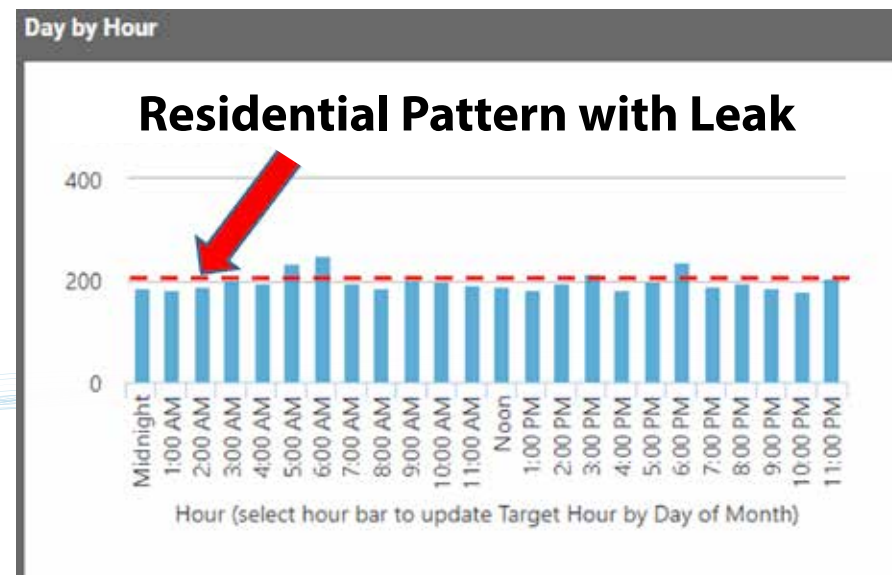 Day by Hour
Residential Pattern with Leak
400
200
0
Midnight
1:00 AM
2:00 AM
3:00 AM
4:00 AM
5:00 AM
6:00 AM
7:00 AM
8:00 AM
9:00 AM
10:00 AM
11:00 AM
Noon
1:00 PM
2:00 PM
3:00 PM
4:00 PM
5:00 PM
6:00 PM
7:00 PM
8:00 PM
9:00 PM
10:00 PM
11:00 PM
Hour (select hour bar to update Target Hour by Day of Month)